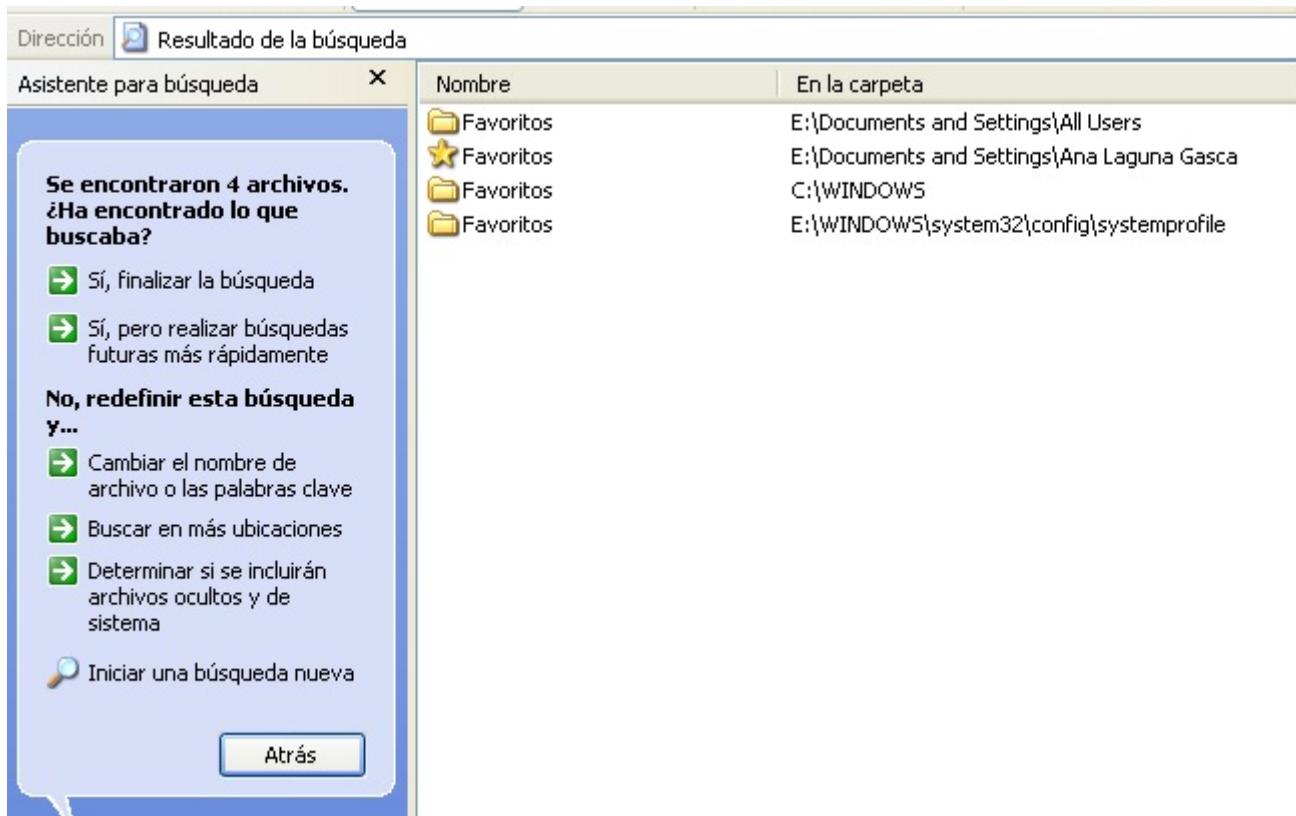 Dirección Resultado de la búsqueda
Asistente para búsqueda
Se encontraron 4 archivos.
¿Ha encontrado lo que
buscaba?
Sí, finalizar la búsqueda
Sí, pero realizar búsquedas
futuras más rápidamente
No, redefinir esta búsqueda
y...
Cambiar el nombre de
archivo o las palabras clave
Buscar en más ubicaciones
Determinar si se incluirán
archivos ocultos y de
sistema
Iniciar una búsqueda nueva
Atrás
Nombre En la carpeta
Favoritos E:\Documents and Settings\All Users
Favoritos E:\Documents and Settings\Ana Laguna Gasca
Favoritos C:\WINDOWS
Favoritos E:\WINDOWS\system32\config\systemprofile